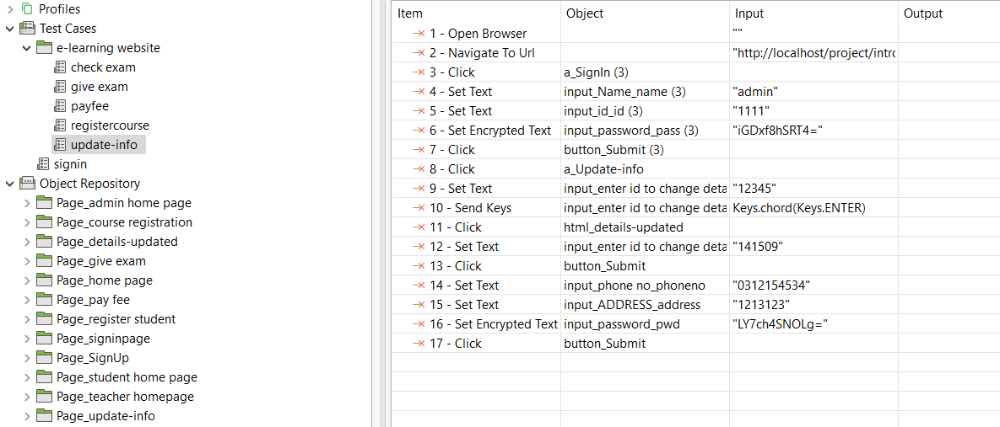 Profiles
Test Cases
e-learning website
check exam
give exam
payfee
registercourse
update-info
signin
Object Repository
Page_admin home page
Page_course registration
Page_details-updated
Page_give exam
Page_home page
Page_pay fee
Page_register student
Page_signinpage
Page_SignUp
Page_student home page
Page_teacher homepage
Page_update-info
Item Object Input Output
1 - Open Browser ""
2 - Navigate To Url "http://localhost/project/intro
3 - Click a_SignIn (3)
4 - Set Text input_Name_name (3) "admin"
5 - Set Text input_id_id (3) "1111"
6 - Set Encrypted Text input_password_pass (3) "iGDxf8hSRT4="
7 - Click button_Submit (3)
8 - Click a_Update-info
9 - Set Text input_enter id to change deta "12345"
10 - Send Keys input_enter id to change deta Keys.chord(Keys.ENTER)
11 - Click html_details-updated
12 - Set Text input_enter id to change deta "141509"
13 - Click button_Submit
14 - Set Text input_phone no_phoneno "0312154534"
15 - Set Text input_ADDRESS_address "1213123"
16 - Set Encrypted Text input_password_pwd "LY7ch4SNOLg="
17 - Click button_Submit